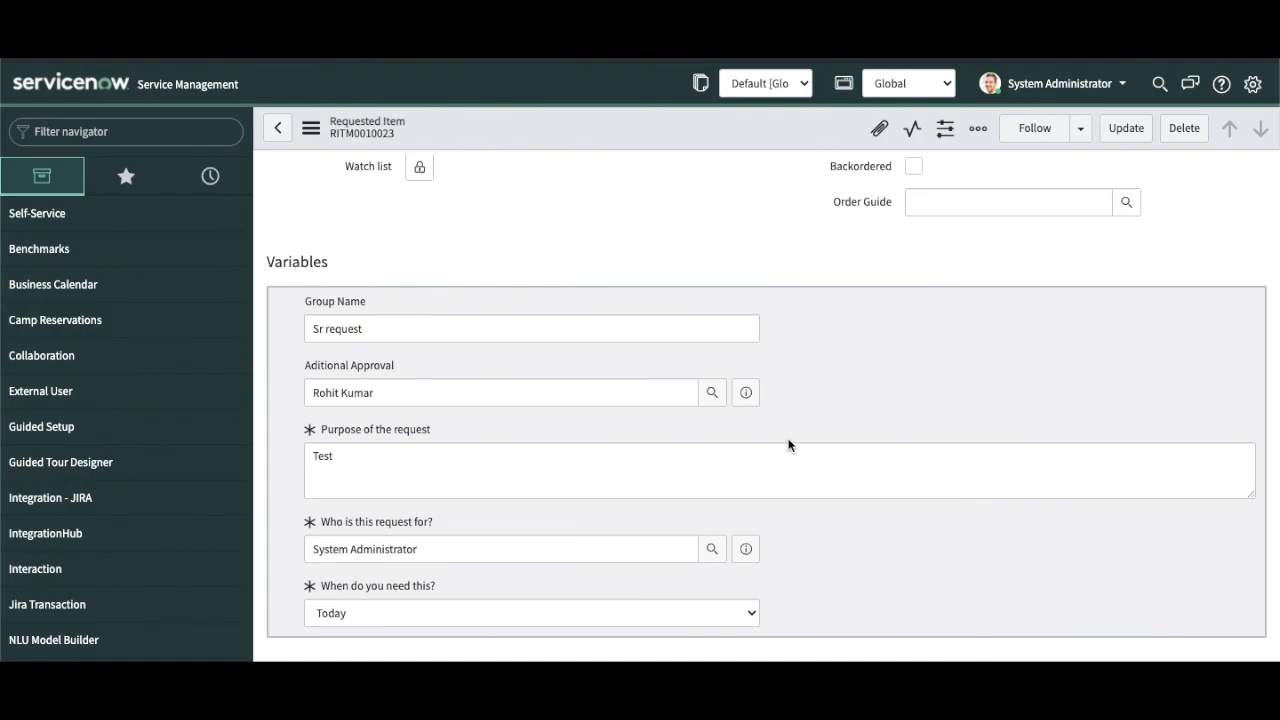 servicenow Service Management
Default [Glo
Global
System Administrator
Filter navigator
Requested Item
RITM0010023
Follow
Update
Delete
Self-Service
Benchmarks
Business Calendar
Camp Reservations
Collaboration
External User
Guided Setup
Guided Tour Designer
Integration - JIRA
IntegrationHub
Interaction
Jira Transaction
NLU Model Builder
Watch list
Backordered
Order Guide
Variables
Group Name
Sr request
Aditional Approval
Rohit Kumar
Purpose of the request
Test
Who is this request for?
System Administrator
When do you need this?
Today